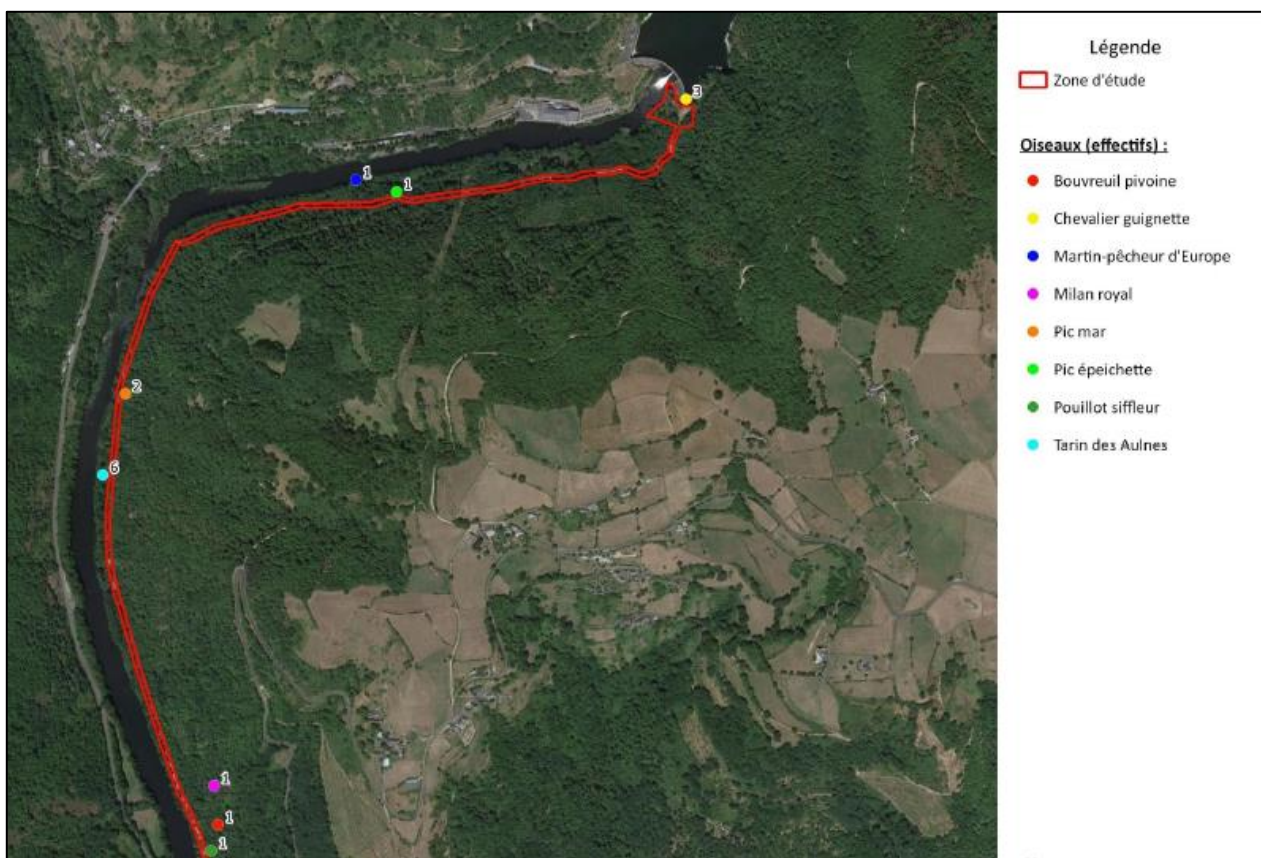 Légende
Zone d'étude
Oiseaux (effectifs) :
Bouvreuil pivoine
Chevalier guignette
Martin-pêcheur d'Europe
Milan royal
Pic mar
Pic épeichette
Pouillot siffleur
Tarin des Aulnes
3
1
1
2
6
1
1
1